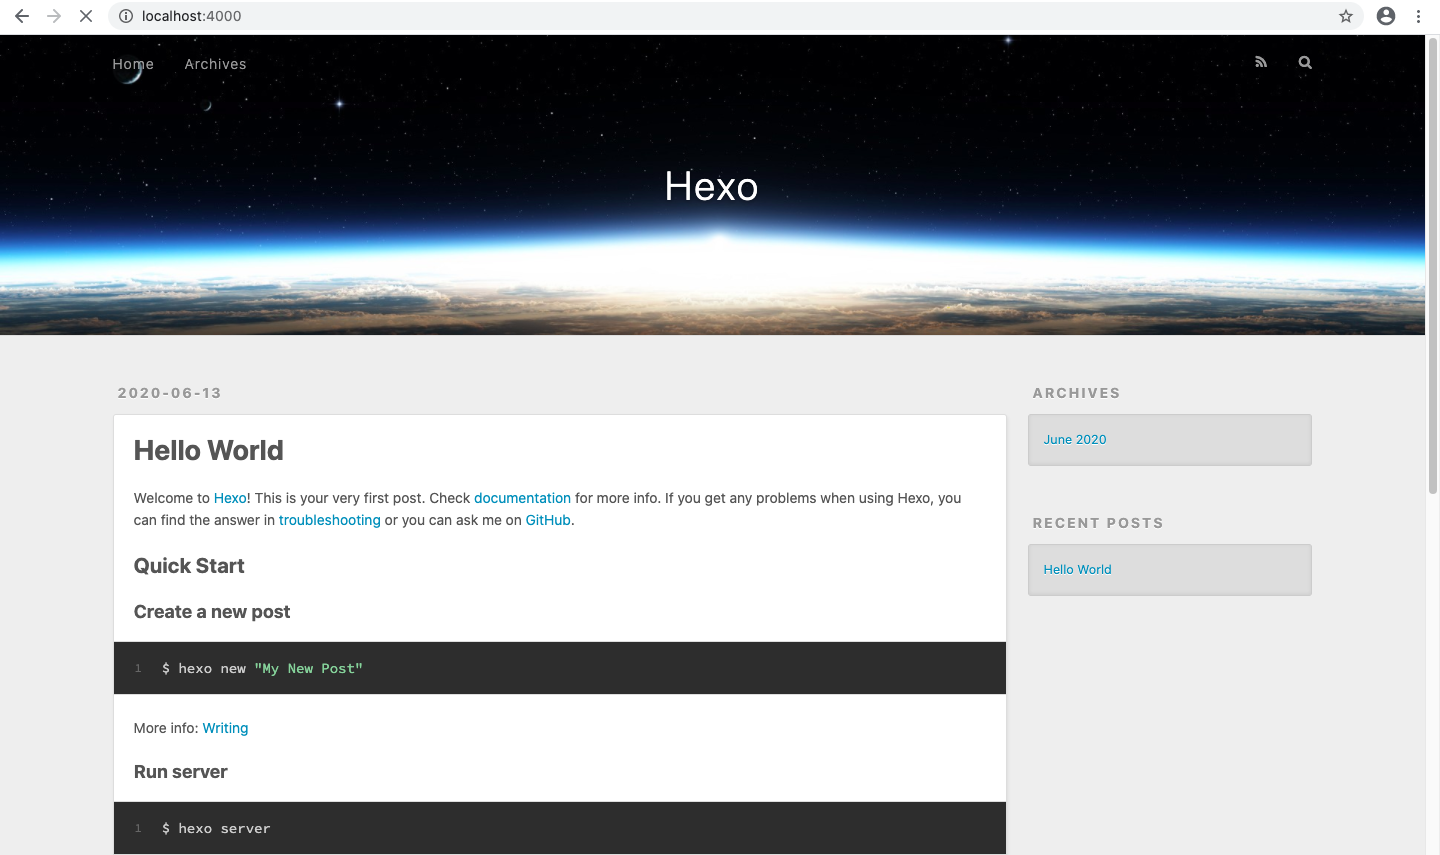 localhost:4000
Home Archives
Hexo
2020-06-13
Hello World
Welcome to Hexo! This is your very first post. Check documentation for more info. If you get any problems when using Hexo, you
can find the answer in troubleshooting or you can ask me on GitHub.
Quick Start
Create a new post
1 $ hexo new "My New Post"
More info: Writing
Run server
1 $ hexo server
ARCHIVES
June 2020
RECENT POSTS
Hello World